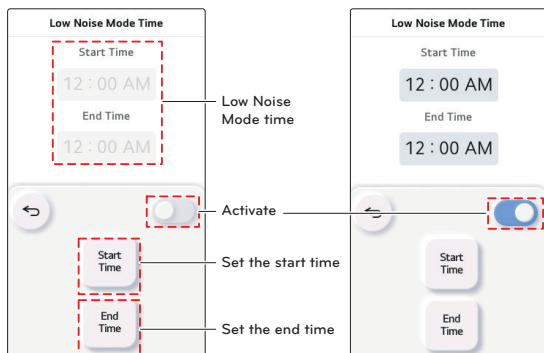 Low Noise Mode Time
Start Time
12 : 00 AM
End Time
12 : 00 AM
Start
Time
End
Time
Low Noise
Mode time
Activate
Set the start time
Set the end time
Low Noise Mode Time
Start Time
12 : 00 AM
End Time
12 : 00 AM
Start
Time
End
Time